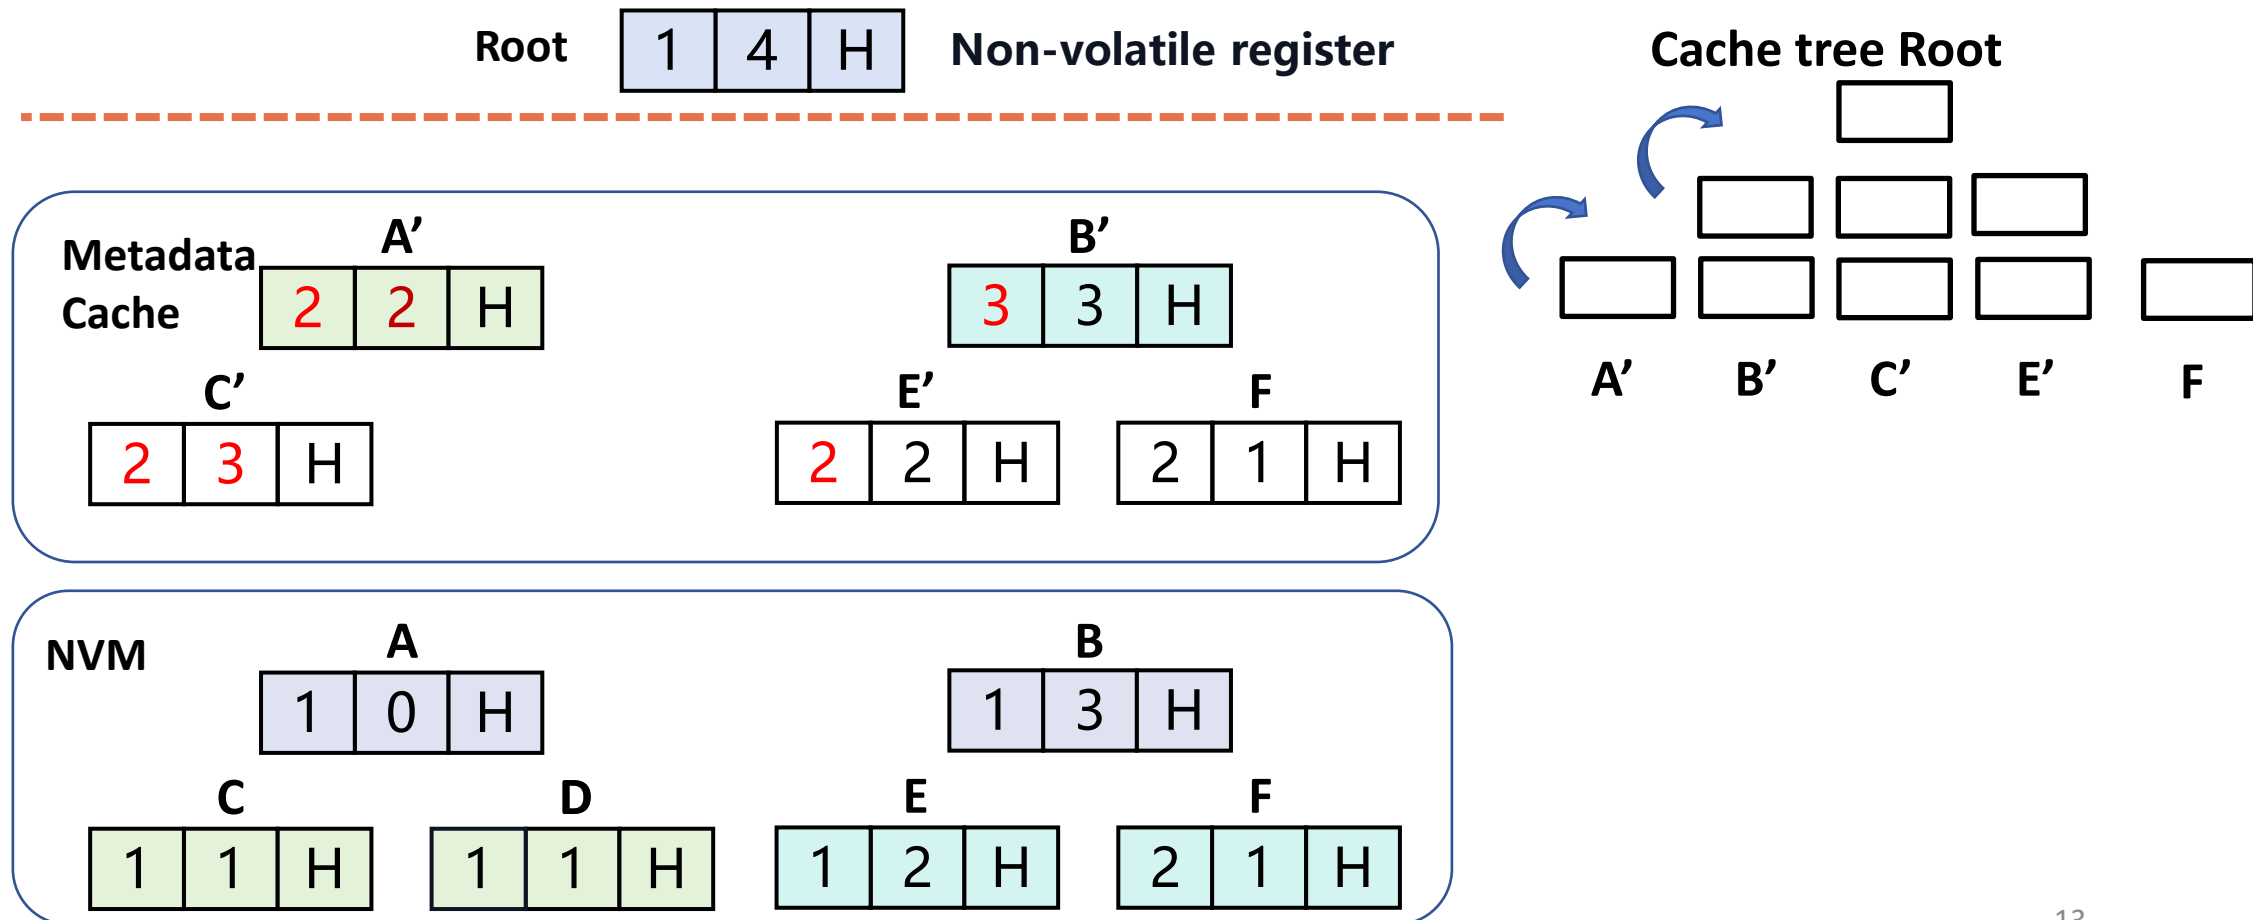 Root 1 4 H Non-volatile register Cache tree Root
Metadata Cache
A’ B’
2 2 H 3 3 H
C’ E’ F
2 3 H 2 2 H 2 1 H
A’ B’ C’ E’ F
NVM
A B
1 0 H 1 3 H
C D E F
1 1 H 1 1 H 1 2 H 2 1 H
13